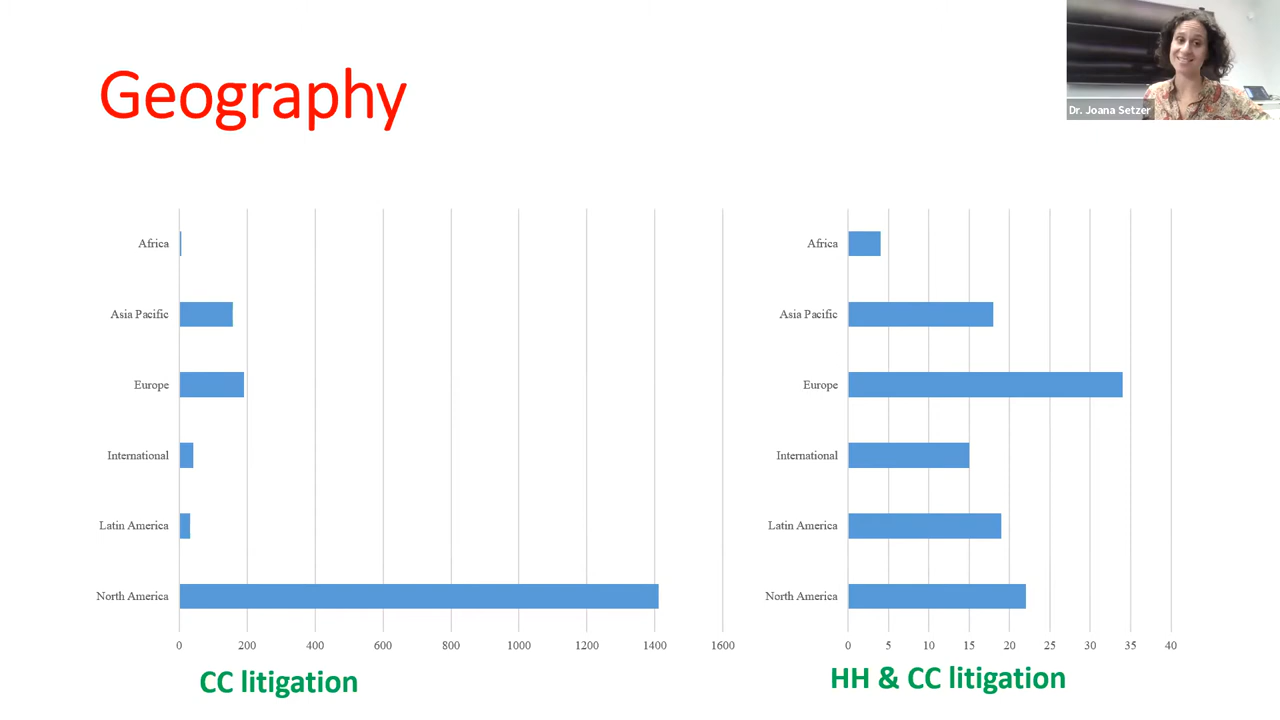 Geography
Dr. Joana Setzer
Africa
Asia Pacific
Europe
International
Latin America
North America
0 200 400 600 800 1000 1200 1400 1600
CC litigation
Africa
Asia Pacific
Europe
International
Latin America
North America
0 5 10 15 20 25 30 35 40
HH & CC litigation